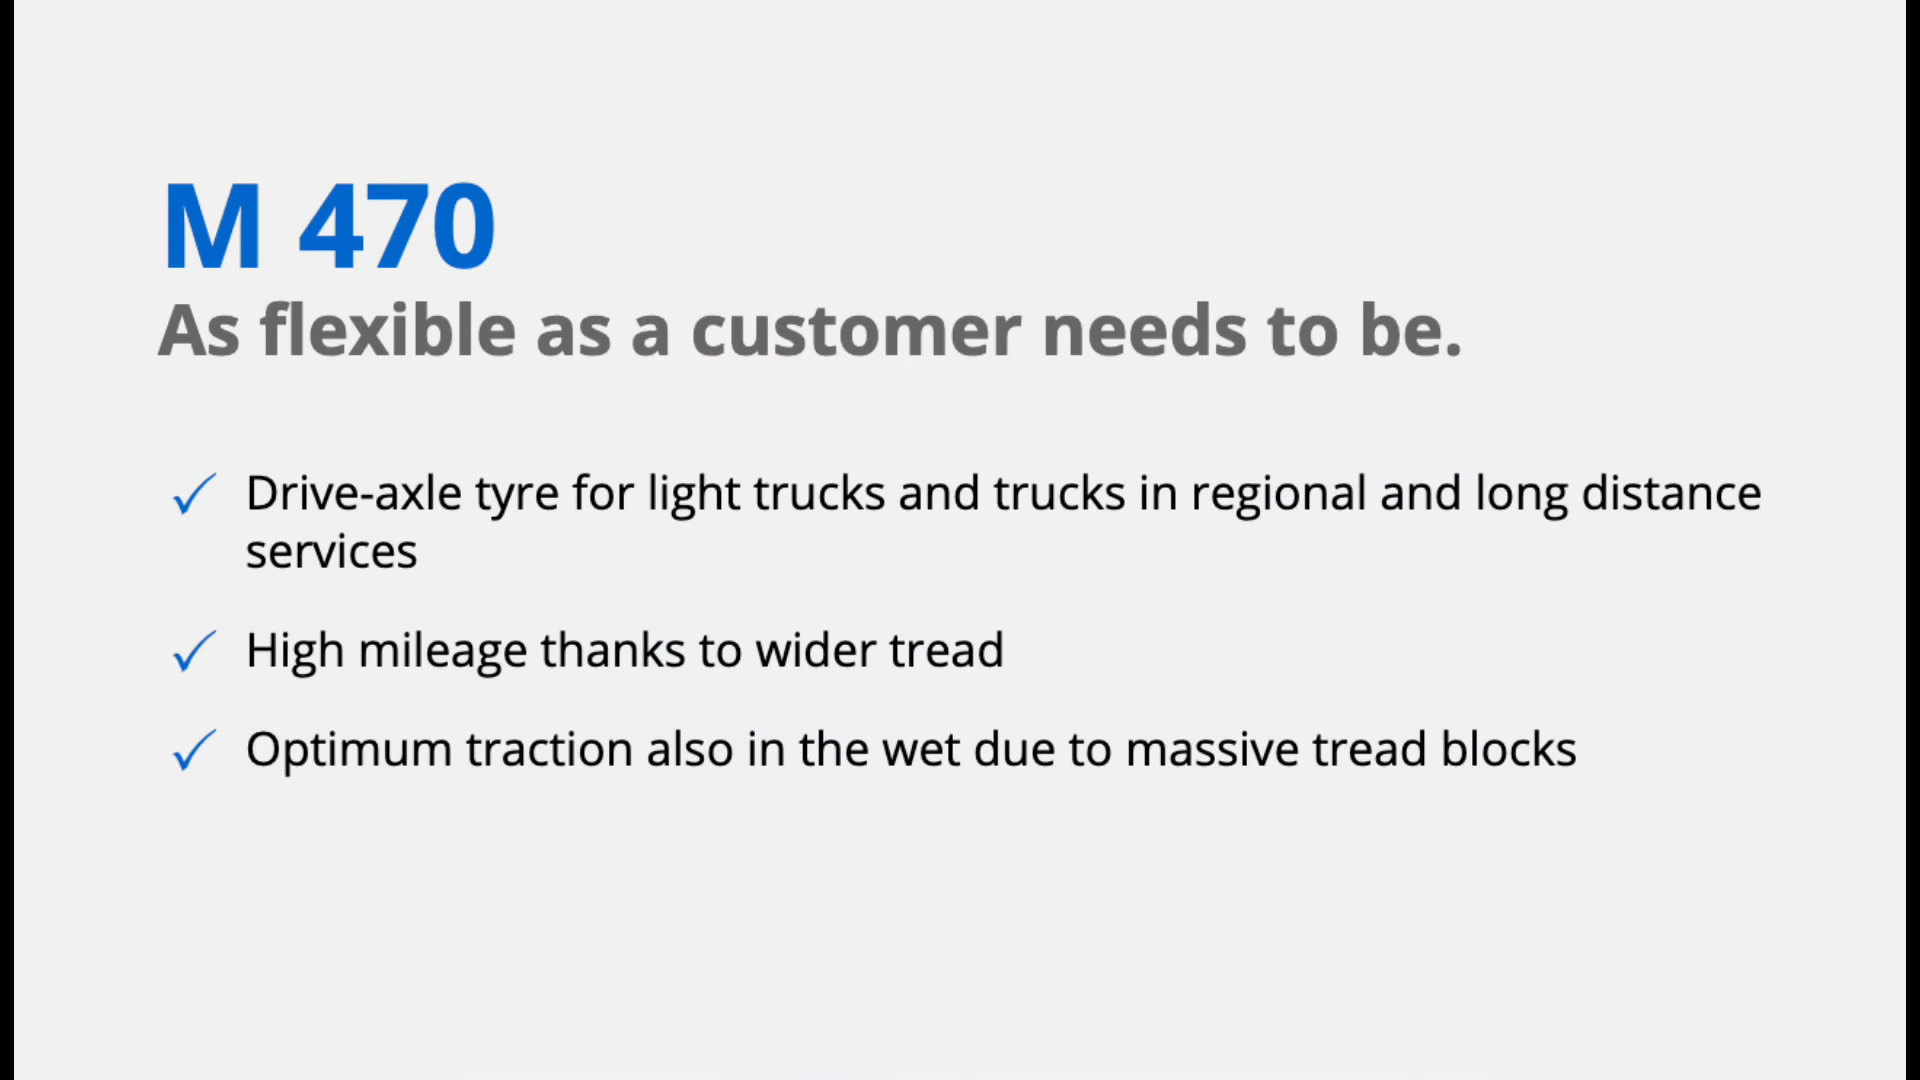 M 470
As flexible as a customer needs to be.
✓ Drive-axle tyre for light trucks and trucks in regional and long distance
services
✓ High mileage thanks to wider tread
✓ Optimum traction also in the wet due to massive tread blocks